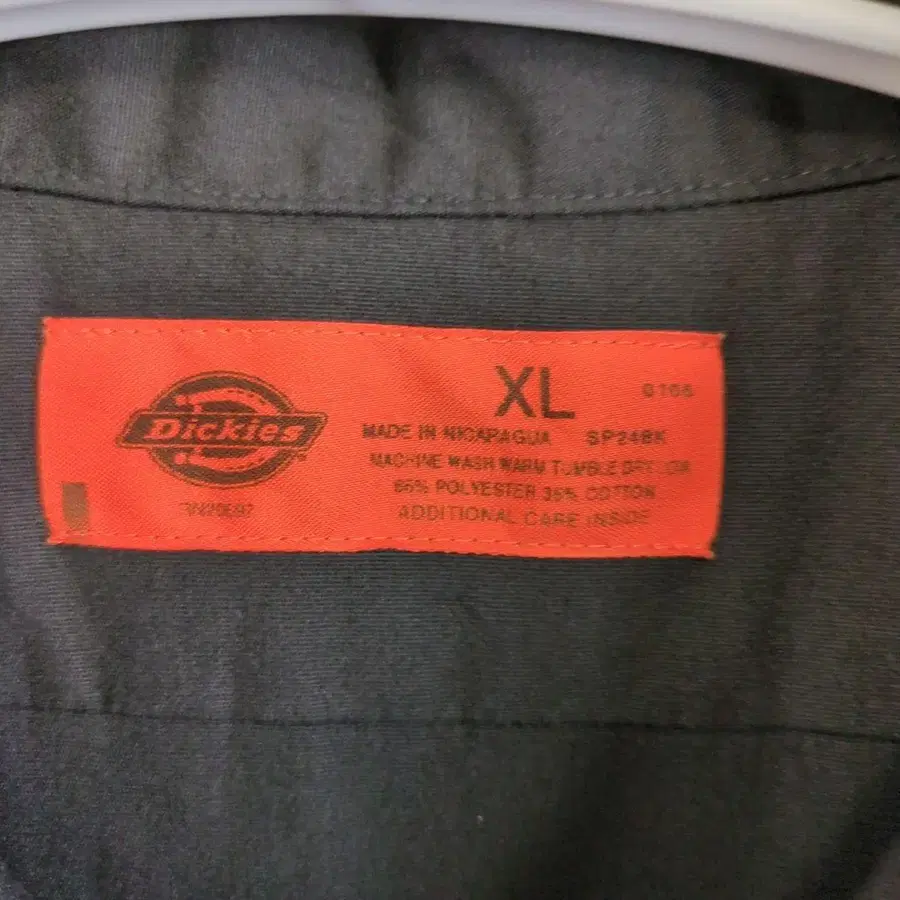 Dickies
XL 0105
MADE IN NICARAGUA SP24BK
MACHINE WASH WARM TUMBLE DRY LOW
65% POLYESTER 35% COTTON
ADDITIONAL CARE INSIDE